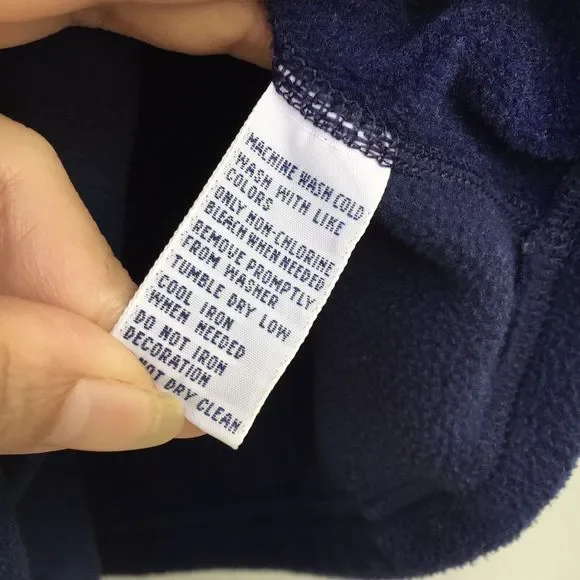 MACHINE WASH COLD
WASH WITH LIKE
COLORS
ONLY NON-CHLORINE
BLEACH WHEN NEEDED
REMOVE PROMPTLY
FROM WASHER
TUMBLE DRY LOW
COOL IRON
WHEN NEEDED
DO NOT IRON
DECORATION
NOT DRY CLEAN